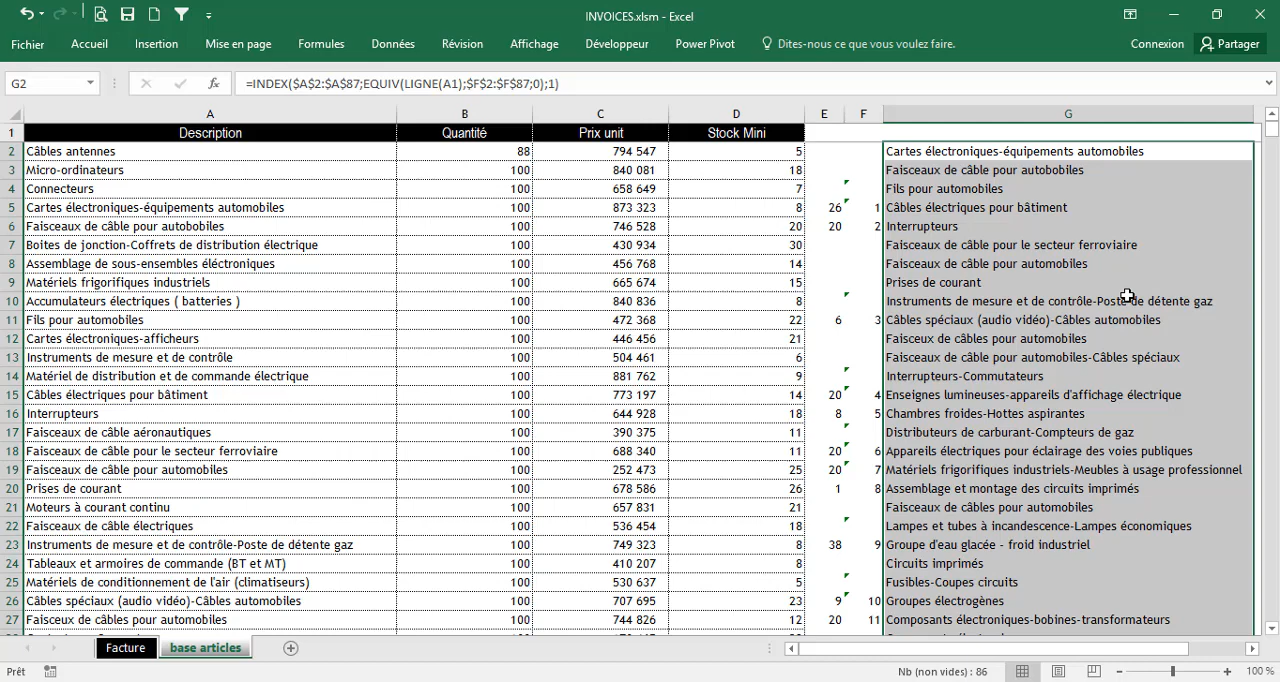 INVOICES.xlsm - Excel
Fichier Accueil Insertion Mise en page Formules Données Révision Affichage Développeur Power Pivot Dites-nous ce que vous voulez faire. Connexion Partager
G2 fx =INDEX($A$2:$A$87;EQUIV(LIGNE(A1);$F$2:$F$87;0);1)
A B C D E F G
1 Description Quantité Prix unit Stock Mini
2 Câbles antennes 88 794 547 5 Cartes électroniques-équipements automobiles
3 Micro-ordinateurs 100 840 081 18 Faisceaux de câble pour autobobiles
4 Connecteurs 100 658 649 7 Fils pour automobiles
5 Cartes électroniques-équipements automobiles 100 873 323 8 26 1 Câbles électriques pour bâtiment
6 Faisceaux de câble pour autobobiles 100 746 528 20 20 2 Interrupteurs
7 Boites de jonction-Coffrets de distribution électrique 100 430 934 30 Faisceaux de câble pour le secteur ferroviaire
8 Assemblage de sous-ensembles éléctroniques 100 456 768 14 Faisceaux de câble pour automobiles
9 Matériels frigorifiques industriels 100 665 674 15 Prises de courant
10 Accumulateurs électriques ( batteries ) 100 840 836 8 Instruments de mesure et de contrôle-Poste de détente gaz
11 Fils pour automobiles 100 472 368 22 6 3 Câbles spéciaux (audio vidéo)-Câbles automobiles
12 Cartes électroniques-afficheurs 100 446 456 21 Faisceux de câbles pour automobiles
13 Instruments de mesure et de contrôle 100 504 461 6 Faisceaux de câble pour automobiles-Câbles spéciaux
14 Matériel de distribution et de commande électrique 100 881 762 9 Interrupteurs-Commutateurs
15 Câbles électriques pour bâtiment 100 773 197 14 20 4 Enseignes lumineuses-appareils d'affichage électrique
16 Interrupteurs 100 644 928 18 8 5 Chambres froides-Hottes aspirantes
17 Faisceaux de câble aéronautiques 100 390 375 11 Distributeurs de carburant-Compteurs de gaz
18 Faisceaux de câble pour le secteur ferroviaire 100 688 340 11 20 6 Appareils électriques pour éclairage des voies publiques
19 Faisceaux de câble pour automobiles 100 252 473 25 20 7 Matériels frigorifiques industriels-Meubles à usage professionnel
20 Prises de courant 100 678 586 26 1 8 Assemblage et montage des circuits imprimés
21 Moteurs à courant continu 100 657 831 21 Faisceaux de câbles pour automobiles
22 Faisceaux de câble électriques 100 536 454 18 Lampes et tubes à incandescence-Lampes économiques
23 Instruments de mesure et de contrôle-Poste de détente gaz 100 749 323 8 38 9 Groupe d'eau glacée - froid industriel
24 Tableaux et armoires de commande (BT et MT) 100 410 207 8 Circuits imprimés
25 Matériels de conditionnement de l'air (climatiseurs) 100 530 637 5 Fusibles-Coupes circuits
26 Câbles spéciaux (audio vidéo)-Câbles automobiles 100 707 695 23 9 10 Groupes électrogènes
27 Faisceux de câbles pour automobiles 100 744 826 12 20 11 Composants électroniques-bobines-transformateurs
Facture base articles
Prêt Nb (non vides) : 86 100 %